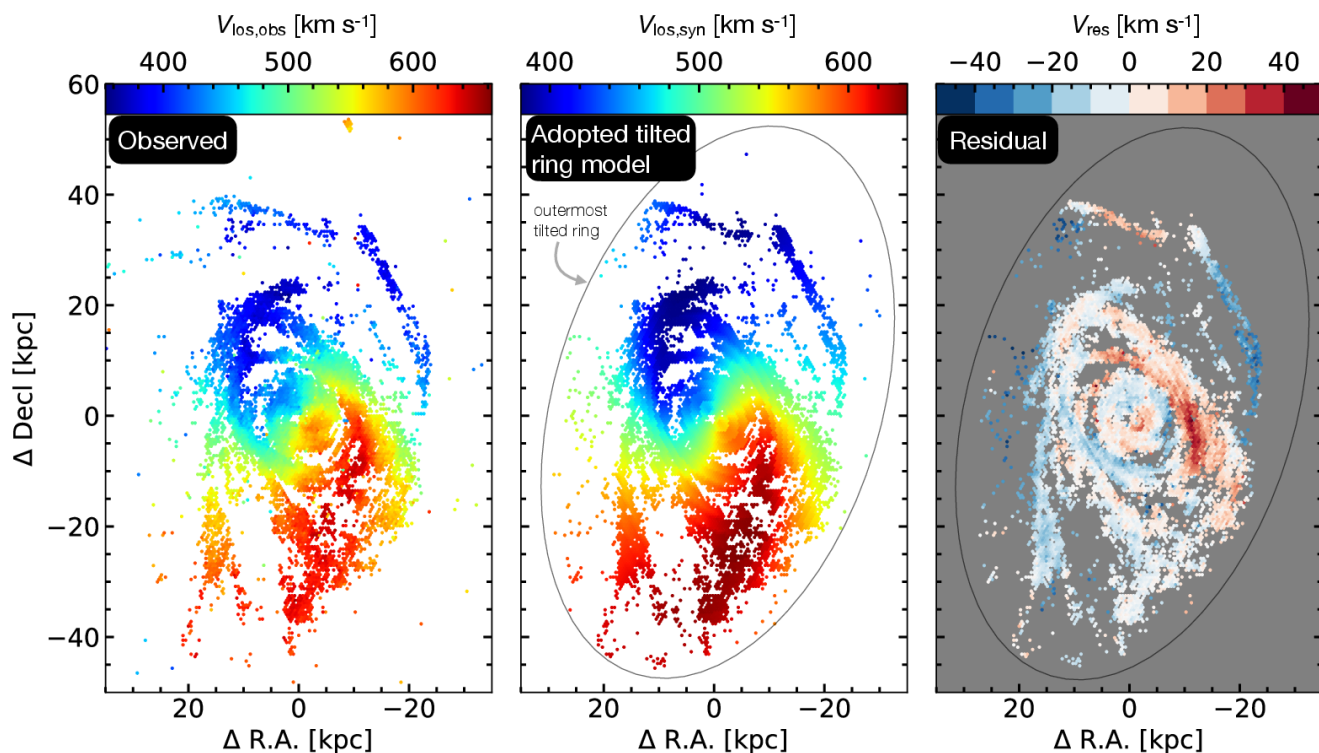 V_los,obs [km s⁻¹] V_los,syn [km s⁻¹] V_res [km s⁻¹]
400 500 600 400 500 600 −40 −20 0 20 40
60
Observed Adopted tilted ring model Residual
40
outermost
tilted ring
20
0
−20
−40
Δ Decl [kpc]
20 0 −20 20 0 −20 20 0 −20
Δ R.A. [kpc] Δ R.A. [kpc] Δ R.A. [kpc]